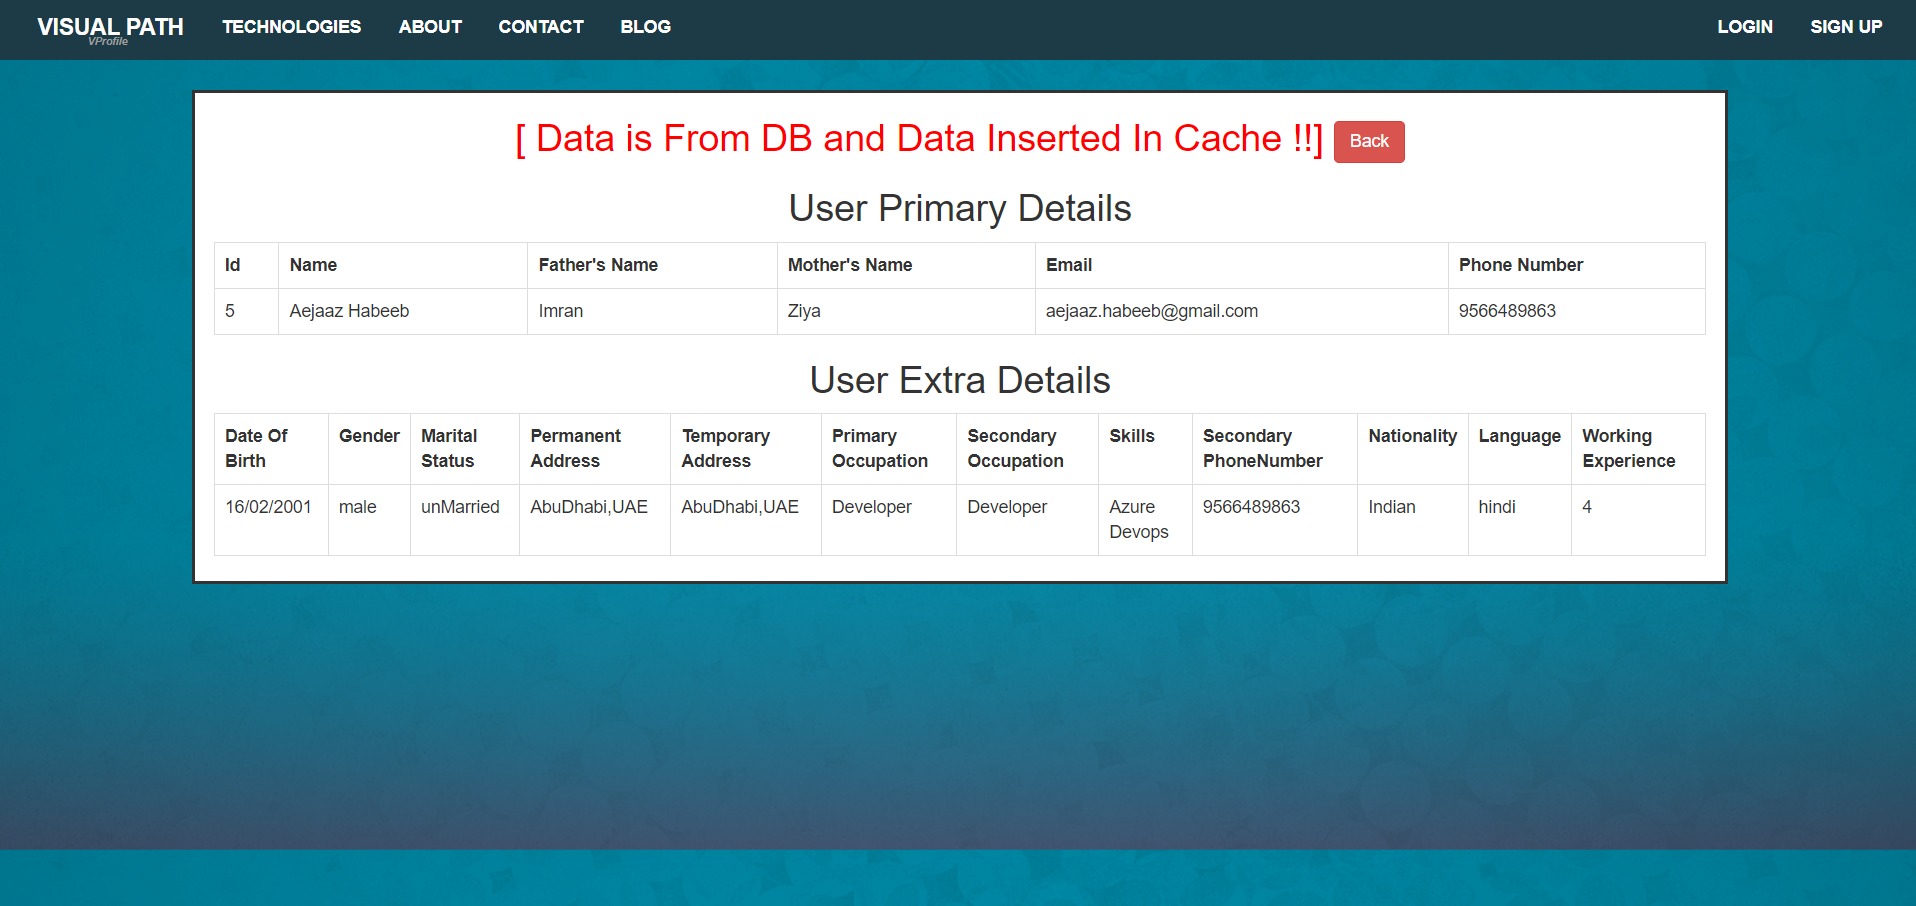 VISUAL PATH TECHNOLOGIES ABOUT CONTACT BLOG LOGIN SIGN UP
VProfile
[ Data is From DB and Data Inserted In Cache !!] Back
User Primary Details
Id Name Father's Name Mother's Name Email Phone Number
5 Aejaaz Habeeb Imran Ziya aejaaz.habeeb@gmail.com 9566489863
User Extra Details
Date Of Gender Marital Permanent Temporary Primary Secondary Skills Secondary Nationality Language Working
Birth Status Address Address Occupation Occupation PhoneNumber Experience
16/02/2001 male unMarried AbuDhabi,UAE AbuDhabi,UAE Developer Developer Azure 9566489863 Indian hindi 4
Devops